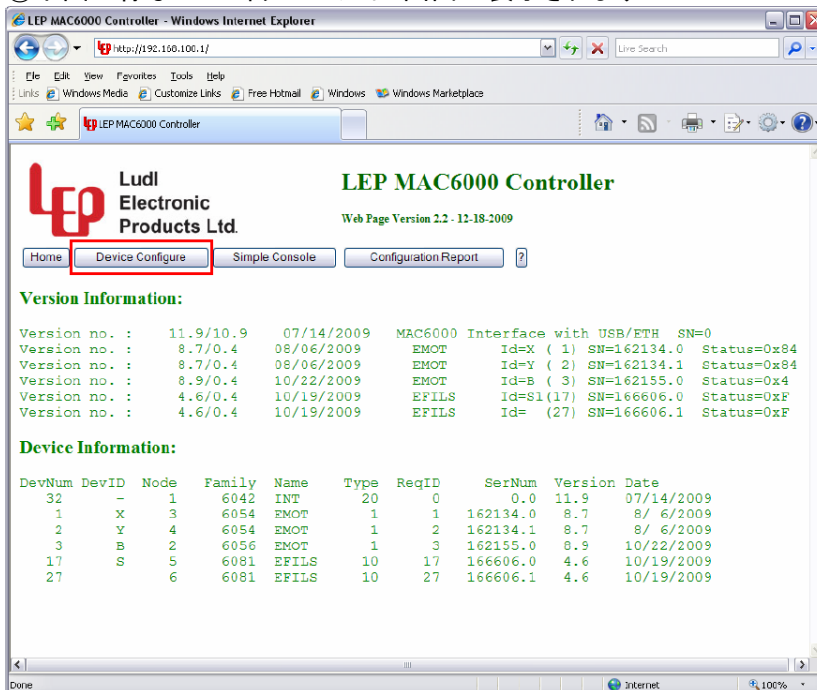 LEP MAC6000 Controller - Windows Internet Explorer
http://192.168.100.1/
Live Search
File Edit View Favorites Tools Help
Links Windows Media Customize Links Free Hotmail Windows Windows Marketplace
LEP MAC6000 Controller
LEP
Ludl
Electronic
Products Ltd.
LEP MAC6000 Controller
Web Page Version 2.2 - 12-18-2009
Home Device Configure Simple Console Configuration Report ?
Version Information:
Version no. : 11.9/10.9 07/14/2009 MAC6000 Interface with USB/ETH SN=0
Version no. : 8.7/0.4 08/06/2009 EMOT Id=X ( 1) SN=162134.0 Status=0x84
Version no. : 8.7/0.4 08/06/2009 EMOT Id=Y ( 2) SN=162134.1 Status=0x84
Version no. : 8.9/0.4 10/22/2009 EMOT Id=B ( 3) SN=162155.0 Status=0x4
Version no. : 4.6/0.4 10/19/2009 EFILS Id=S1(17) SN=166606.0 Status=0xF
Version no. : 4.6/0.4 10/19/2009 EFILS Id= (27) SN=166606.1 Status=0xF
Device Information:
DevNum DevID Node Family Name Type ReqID SerNum Version Date
32 – 1 6042 INT 20 0 0.0 11.9 07/14/2009
1 X 3 6054 EMOT 1 1 162134.0 8.7 8/ 6/2009
2 Y 4 6054 EMOT 1 2 162134.1 8.7 8/ 6/2009
3 B 2 6056 EMOT 1 3 162155.0 8.9 10/22/2009
17 S 5 6081 EFILS 10 17 166606.0 4.6 10/19/2009
27 6 6081 EFILS 10 27 166606.1 4.6 10/19/2009
Done Internet 100%